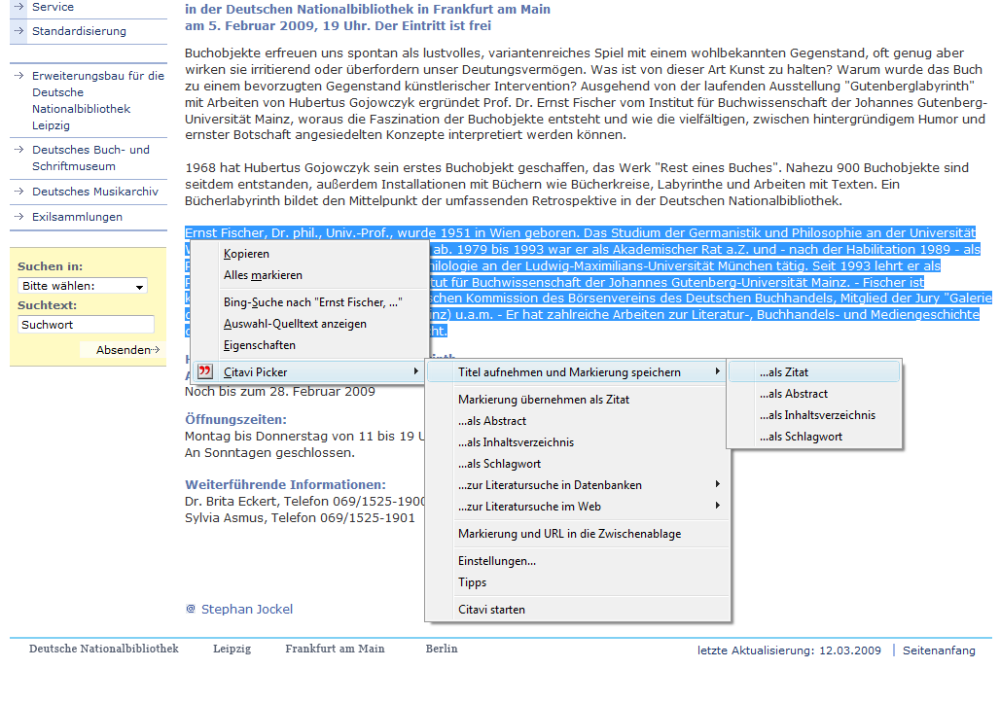 Service
Standardisierung
Erweiterungsbau für die
Deutsche
Nationalbibliothek
Leipzig
Deutsches Buch- und
Schriftmuseum
Deutsches Musikarchiv
Exilsammlungen
Suchen in:
Bitte wählen:
Suchtext:
Suchwort
Absenden
in der Deutschen Nationalbibliothek in Frankfurt am Main
am 5. Februar 2009, 19 Uhr. Der Eintritt ist frei
Buchobjekte erfreuen uns spontan als lustvolles, variantenreiches Spiel mit einem wohlbekannten Gegenstand, oft genug aber
wirken sie irritierend oder überfordern unser Deutungsvermögen. Was ist von dieser Art Kunst zu halten? Warum wurde das Buch
zu einem bevorzugten Gegenstand künstlerischer Intervention? Ausgehend von der laufenden Ausstellung "Gutenberglabyrinth"
mit Arbeiten von Hubertus Gojowczyk ergründet Prof. Dr. Ernst Fischer vom Institut für Buchwissenschaft der Johannes Gutenberg-
Universität Mainz, woraus die Faszination der Buchobjekte entsteht und wie die vielfältigen, zwischen hintergründigem Humor und
ernster Botschaft angesiedelten Konzepte interpretiert werden können.
1968 hat Hubertus Gojowczyk sein erstes Buchobjekt geschaffen, das Werk "Rest eines Buches". Nahezu 900 Buchobjekte sind
seitdem entstanden, außerdem Installationen mit Büchern wie Bücherkreise, Labyrinthe und Arbeiten mit Texten. Ein
Bücherlabyrinth bildet den Mittelpunkt der umfassenden Retrospektive in der Deutschen Nationalbibliothek.
Ernst Fischer, Dr. phil., Univ.-Prof., wurde 1951 in Wien geboren. Das Studium der Germanistik und Philosophie an der Universität
ab. 1979 bis 1993 war er als Akademischer Rat a.Z. und - nach der Habilitation 1989 - als
an der Ludwig-Maximilians-Universität München tätig. Seit 1993 lehrt er als
für Buchwissenschaft der Johannes Gutenberg-Universität Mainz. - Fischer ist
Kommission des Börsenvereins des Deutschen Buchhandels, Mitglied der Jury "Galerie
u.a.m. - Er hat zahlreiche Arbeiten zur Literatur-, Buchhandels- und Mediengeschichte
Noch bis zum 28. Februar 2009
Öffnungszeiten:
Montag bis Donnerstag von 11 bis 19 U
An Sonntagen geschlossen.
Weiterführende Informationen:
Dr. Brita Eckert, Telefon 069/1525-1900
Sylvia Asmus, Telefon 069/1525-1901
@ Stephan Jockel
Kopieren
Alles markieren
Bing-Suche nach "Ernst Fischer, ..."
Auswahl-Quelltext anzeigen
Eigenschaften
Citavi Picker
Titel aufnehmen und Markierung speichern
Markierung übernehmen als Zitat
...als Abstract
...als Inhaltsverzeichnis
...als Schlagwort
...zur Literatursuche in Datenbanken
...zur Literatursuche im Web
Markierung und URL in die Zwischenablage
Einstellungen...
Tipps
Citavi starten
...als Zitat
...als Abstract
...als Inhaltsverzeichnis
...als Schlagwort
Deutsche Nationalbibliothek Leipzig Frankfurt am Main Berlin
letzte Aktualisierung: 12.03.2009 | Seitenanfang